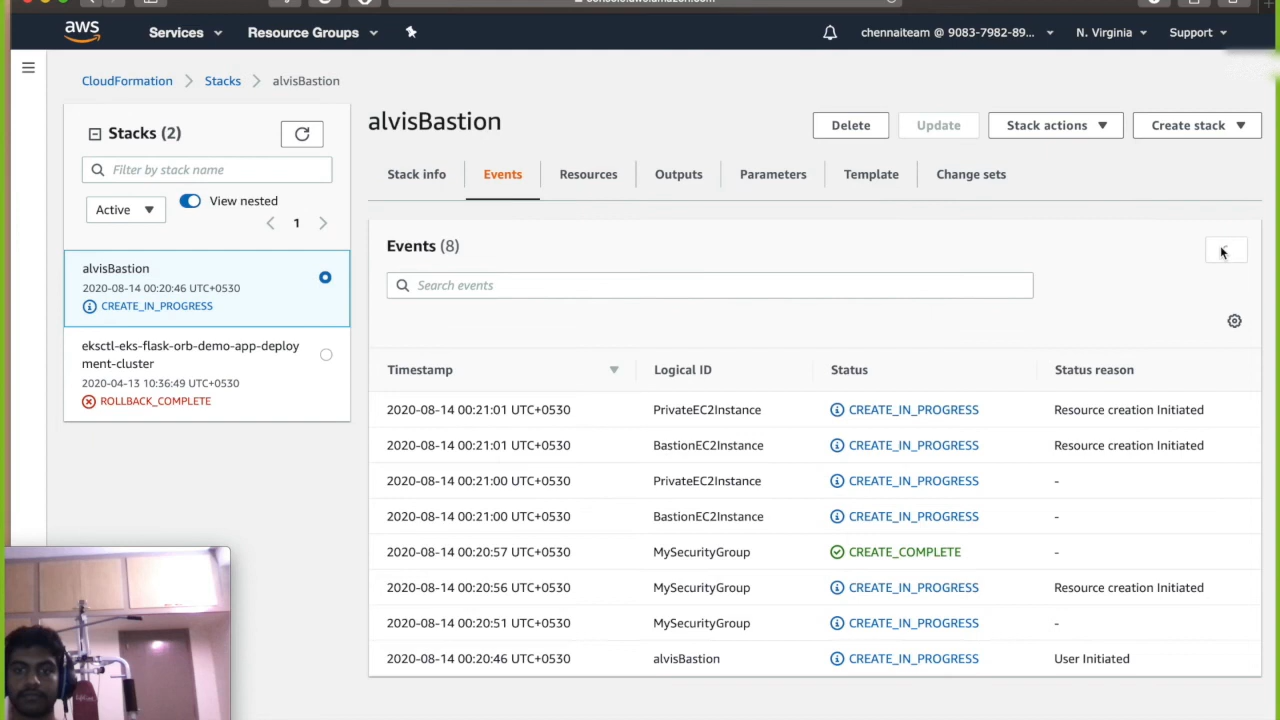 console.aws.amazon.com
aws
Services
Resource Groups
chennaiteam @ 9083-7982-89...
N. Virginia
Support
CloudFormation
Stacks
alvisBastion
Stacks (2)
Filter by stack name
Active
View nested
1
alvisBastion
2020-08-14 00:20:46 UTC+0530
CREATE_IN_PROGRESS
eksctl-eks-flask-orb-demo-app-deploy
ment-cluster
2020-04-13 10:36:49 UTC+0530
ROLLBACK_COMPLETE
alvisBastion
Delete
Update
Stack actions
Create stack
Stack info
Events
Resources
Outputs
Parameters
Template
Change sets
Events (8)
Search events
Timestamp Logical ID Status Status reason
2020-08-14 00:21:01 UTC+0530 PrivateEC2Instance CREATE_IN_PROGRESS Resource creation Initiated
2020-08-14 00:21:01 UTC+0530 BastionEC2Instance CREATE_IN_PROGRESS Resource creation Initiated
2020-08-14 00:21:00 UTC+0530 PrivateEC2Instance CREATE_IN_PROGRESS -
2020-08-14 00:21:00 UTC+0530 BastionEC2Instance CREATE_IN_PROGRESS -
2020-08-14 00:20:57 UTC+0530 MySecurityGroup CREATE_COMPLETE -
2020-08-14 00:20:56 UTC+0530 MySecurityGroup CREATE_IN_PROGRESS Resource creation Initiated
2020-08-14 00:20:51 UTC+0530 MySecurityGroup CREATE_IN_PROGRESS -
2020-08-14 00:20:46 UTC+0530 alvisBastion CREATE_IN_PROGRESS User Initiated